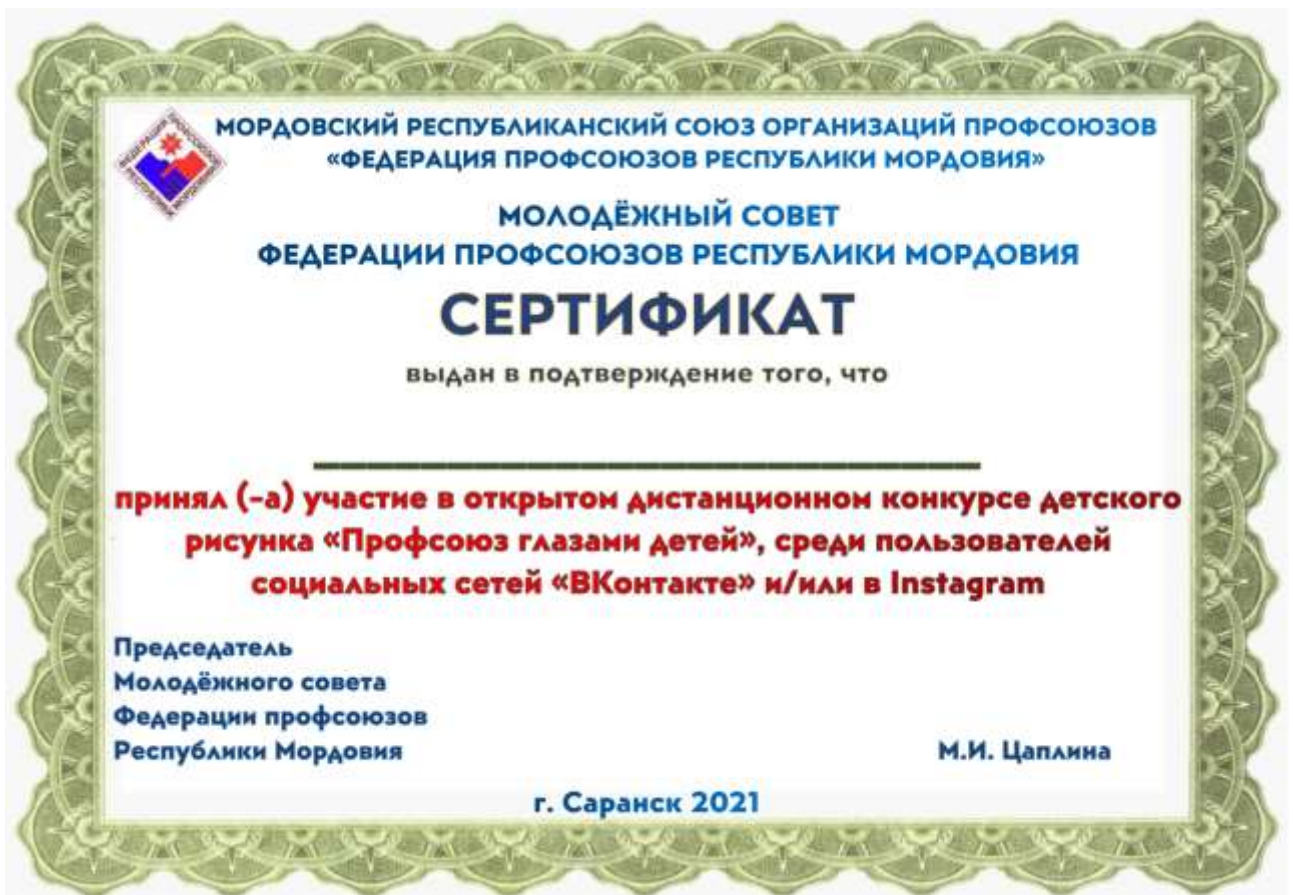 МОРДОВСКИЙ РЕСПУБЛИКАНСКИЙ СОЮЗ ОРГАНИЗАЦИЙ ПРОФСОЮЗОВ
«ФЕДЕРАЦИЯ ПРОФСОЮЗОВ РЕСПУБЛИКИ МОРДОВИЯ»
МОЛОДЁЖНЫЙ СОВЕТ
ФЕДЕРАЦИИ ПРОФСОЮЗОВ РЕСПУБЛИКИ МОРДОВИЯ
СЕРТИФИКАТ
выдан в подтверждение того, что
принял (-а) участие в открытом дистанционном конкурсе детского
рисунка «Профсоюз глазами детей», среди пользователей
социальных сетей «ВКонтакте» и/или в Instagram
Председатель
Молодёжного совета
Федерации профсоюзов
Республики Мордовия
М.И. Цаплина
г. Саранск 2021